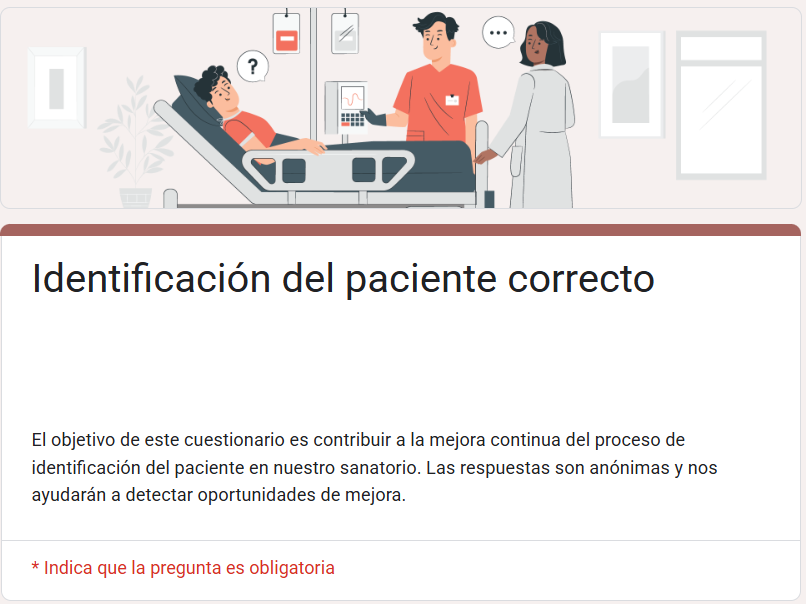 ?
Identificación del paciente correcto
El objetivo de este cuestionario es contribuir a la mejora continua del proceso de
identificación del paciente en nuestro sanatorio. Las respuestas son anónimas y nos
ayudarán a detectar oportunidades de mejora.
* Indica que la pregunta es obligatoria